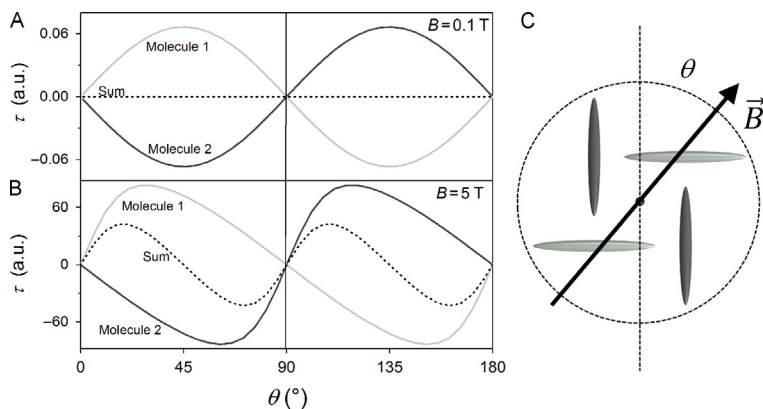 A
B = 0.1 T
0.06
Molecule 1
Sum
0.00
τ (a.u.)
Molecule 2
−0.06
B
B = 5 T
60
Molecule 1
Sum
0
τ (a.u.)
−60
Molecule 2
0 45 90 135 180
θ (°)
C
θ
B⃗